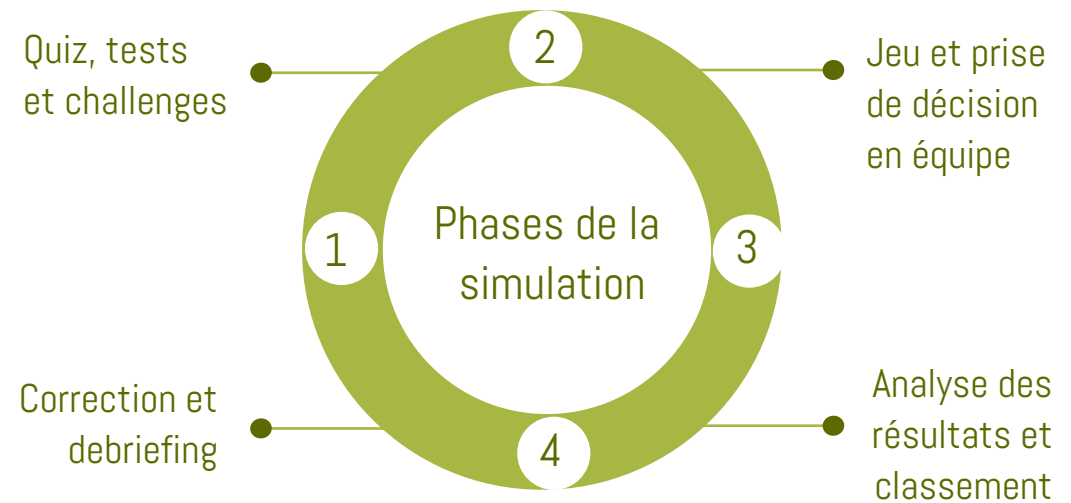 Quiz, tests
et challenges
2
Jeu et prise
de décision
en équipe
1
Phases de la
simulation
3
Correction et
debriefing
4
Analyse des
résultats et
classement